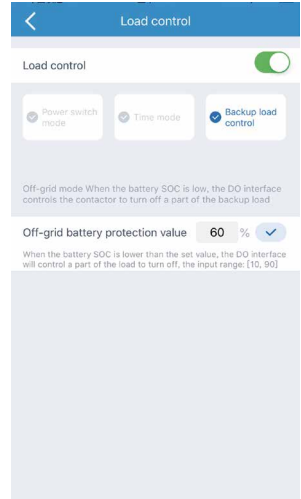 Load control
Load control
Power switch
mode
Time mode
Backup load
control
Off-grid mode When the battery SOC is low, the DO interface
controls the contactor to turn off a part of the backup load
Off-grid battery protection value 60 %
When the battery SOC is lower than the set value, the DO interface
will control a part of the load to turn off, the input range: [10, 90]